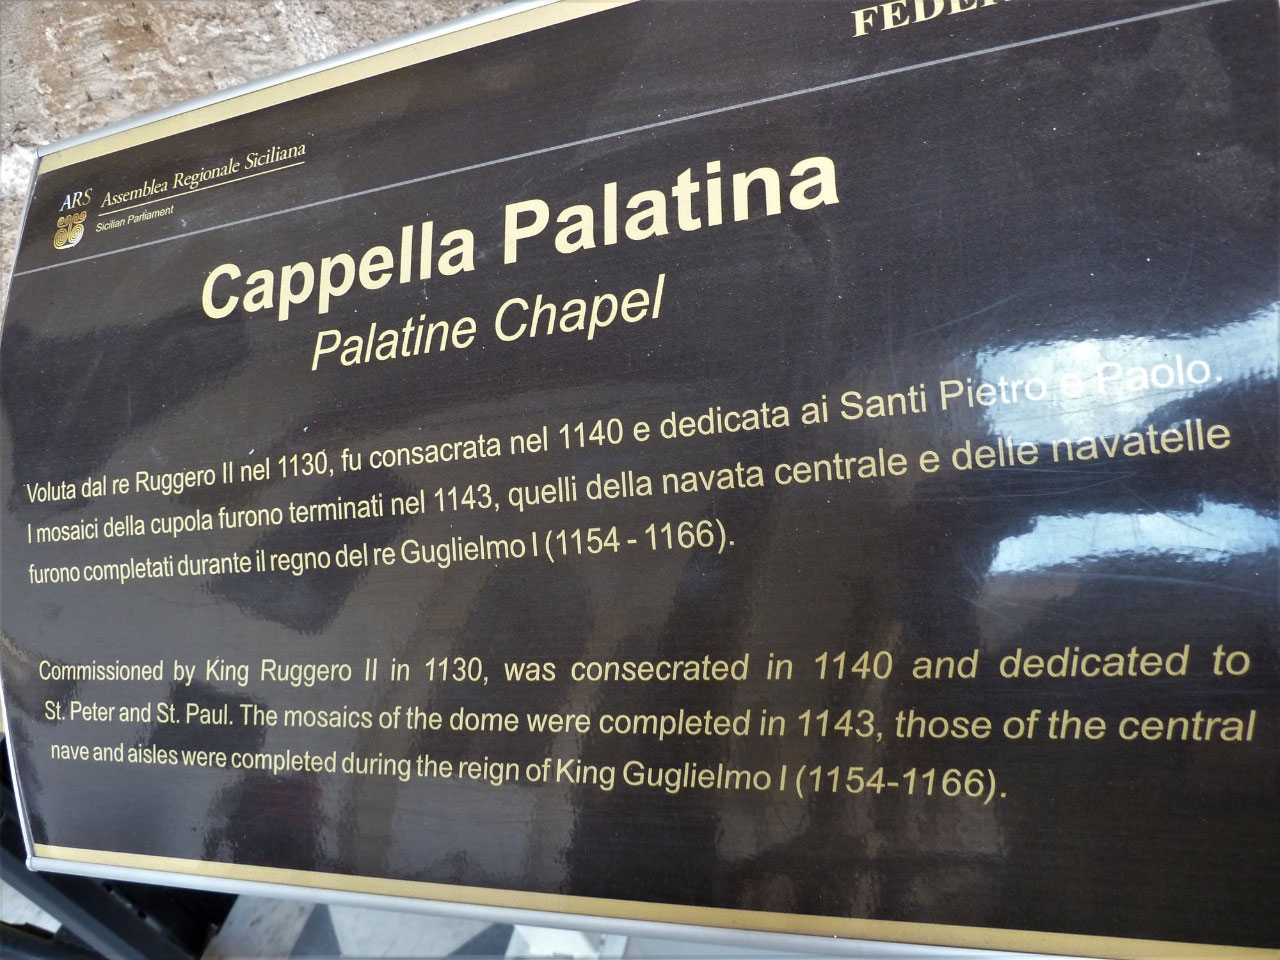 ARS
Assemblea Regionale Siciliana
Sicilian Parliament
Cappella Palatina
Palatine Chapel
Voluta dal re Ruggero II nel 1130, fu consacrata nel 1140 e dedicata ai Santi Pietro e Paolo.
I mosaici della cupola furono terminati nel 1143, quelli della navata centrale e delle navatelle
furono completati durante il regno del re Guglielmo I (1154 - 1166).
Commissioned by King Ruggero II in 1130, was consecrated in 1140 and dedicated to
St. Peter and St. Paul. The mosaics of the dome were completed in 1143, those of the central
nave and aisles were completed during the reign of King Guglielmo I (1154-1166).